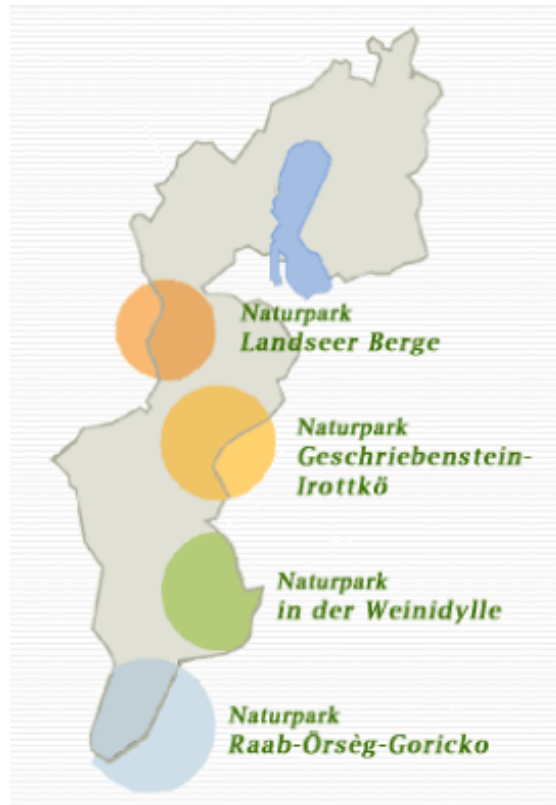 Naturpark
Landseer Berge
Naturpark
Geschriebenstein-
Irottkö
Naturpark
in der Weinidylle
Naturpark
Raab-Örsèg-Goricko